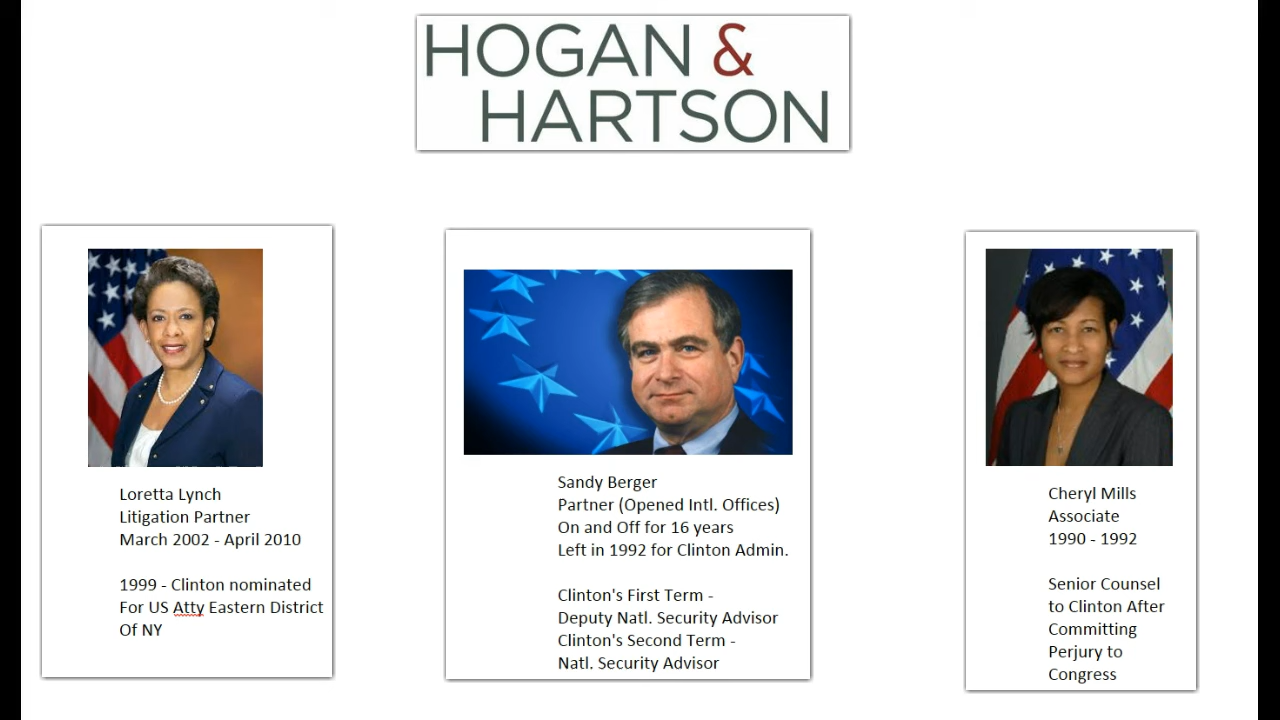 HOGAN &
HARTSON
Loretta Lynch
Litigation Partner
March 2002 - April 2010
1999 - Clinton nominated
For US Atty Eastern District
Of NY
Sandy Berger
Partner (Opened Intl. Offices)
On and Off for 16 years
Left in 1992 for Clinton Admin.
Clinton's First Term -
Deputy Natl. Security Advisor
Clinton's Second Term -
Natl. Security Advisor
Cheryl Mills
Associate
1990 - 1992
Senior Counsel
to Clinton After
Committing
Perjury to
Congress